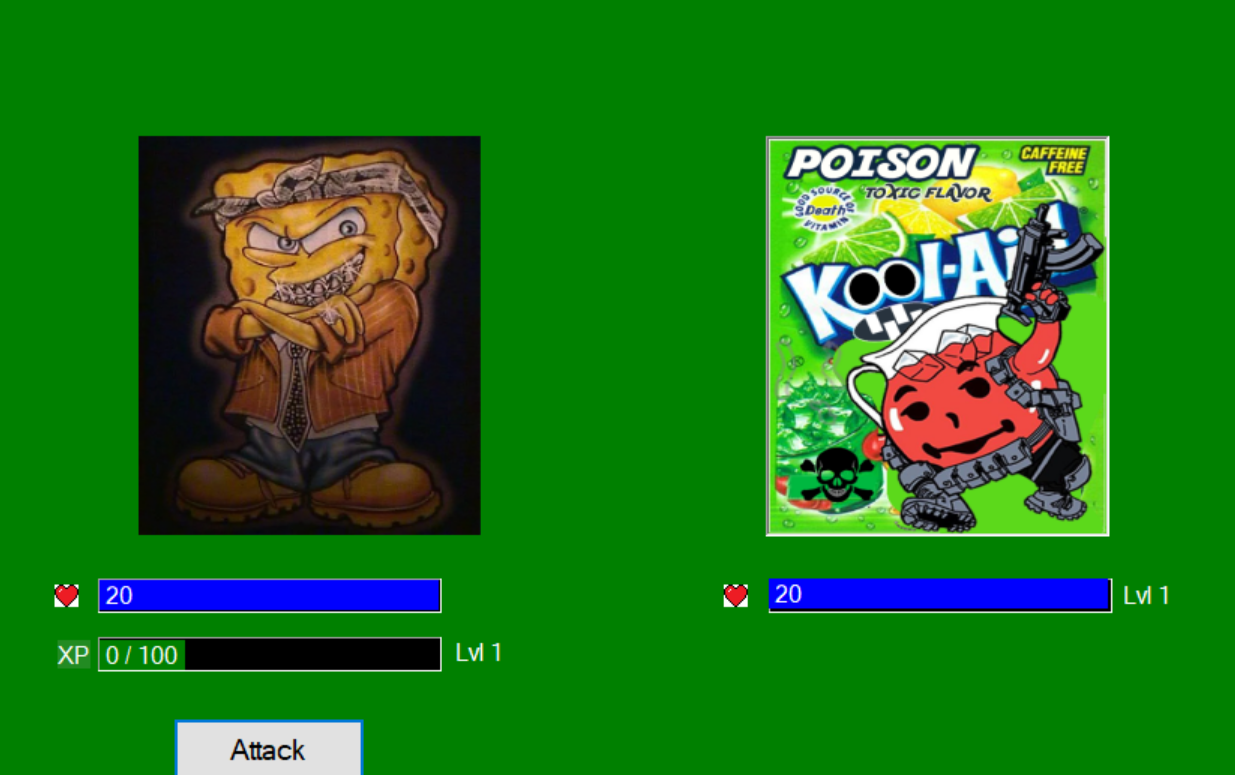 POISON
CAFFEINE
FREE
TOXIC FLAVOR
GOOD SOURCE OF
Death
VITAMIN
Kool-Aid
20
20
Lvl 1
XP
0 / 100
Lvl 1
Attack